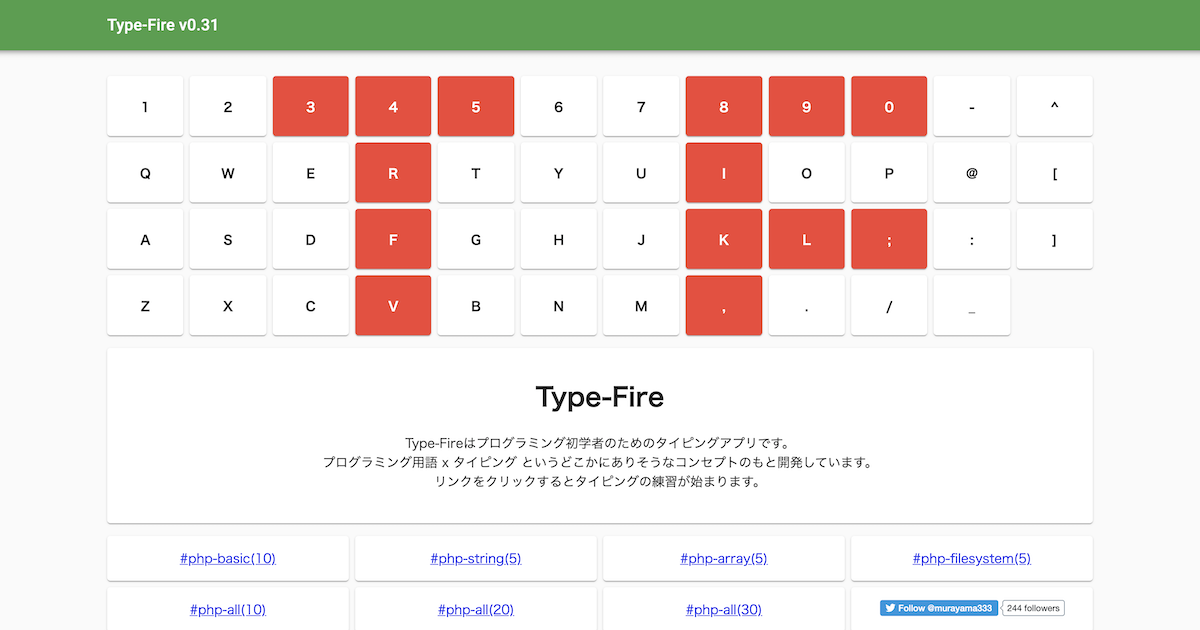 Type-Fire v0.31
1 2 3 4 5 6 7 8 9 0 - ^
Q W E R T Y U I O P @ [
A S D F G H J K L ; : ]
Z X C V B N M , . / _
Type-Fire
Type-Fireはプログラミング初学者のためのタイピングアプリです。
プログラミング用語 x タイピング というどこかにありそうなコンセプトのもと開発しています。
リンクをクリックするとタイピングの練習が始まります。
#php-basic(10) #php-string(5) #php-array(5) #php-filesystem(5)
#php-all(10) #php-all(20) #php-all(30) Follow @murayama333 244 followers